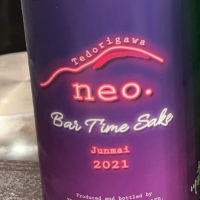 Tedorigawa
neo.
Bar Time Sake
Junmai
2021
Produced and bottled by